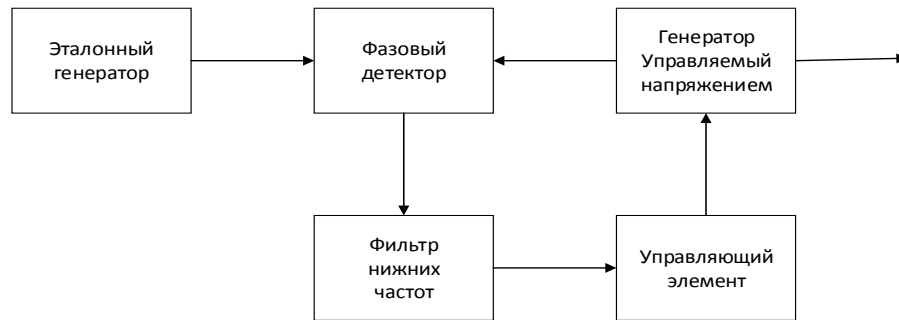 Эталонный
генератор
Фазовый
детектор
Генератор
Управляемый
напряжением
Фильтр
нижних
частот
Управляющий
элемент